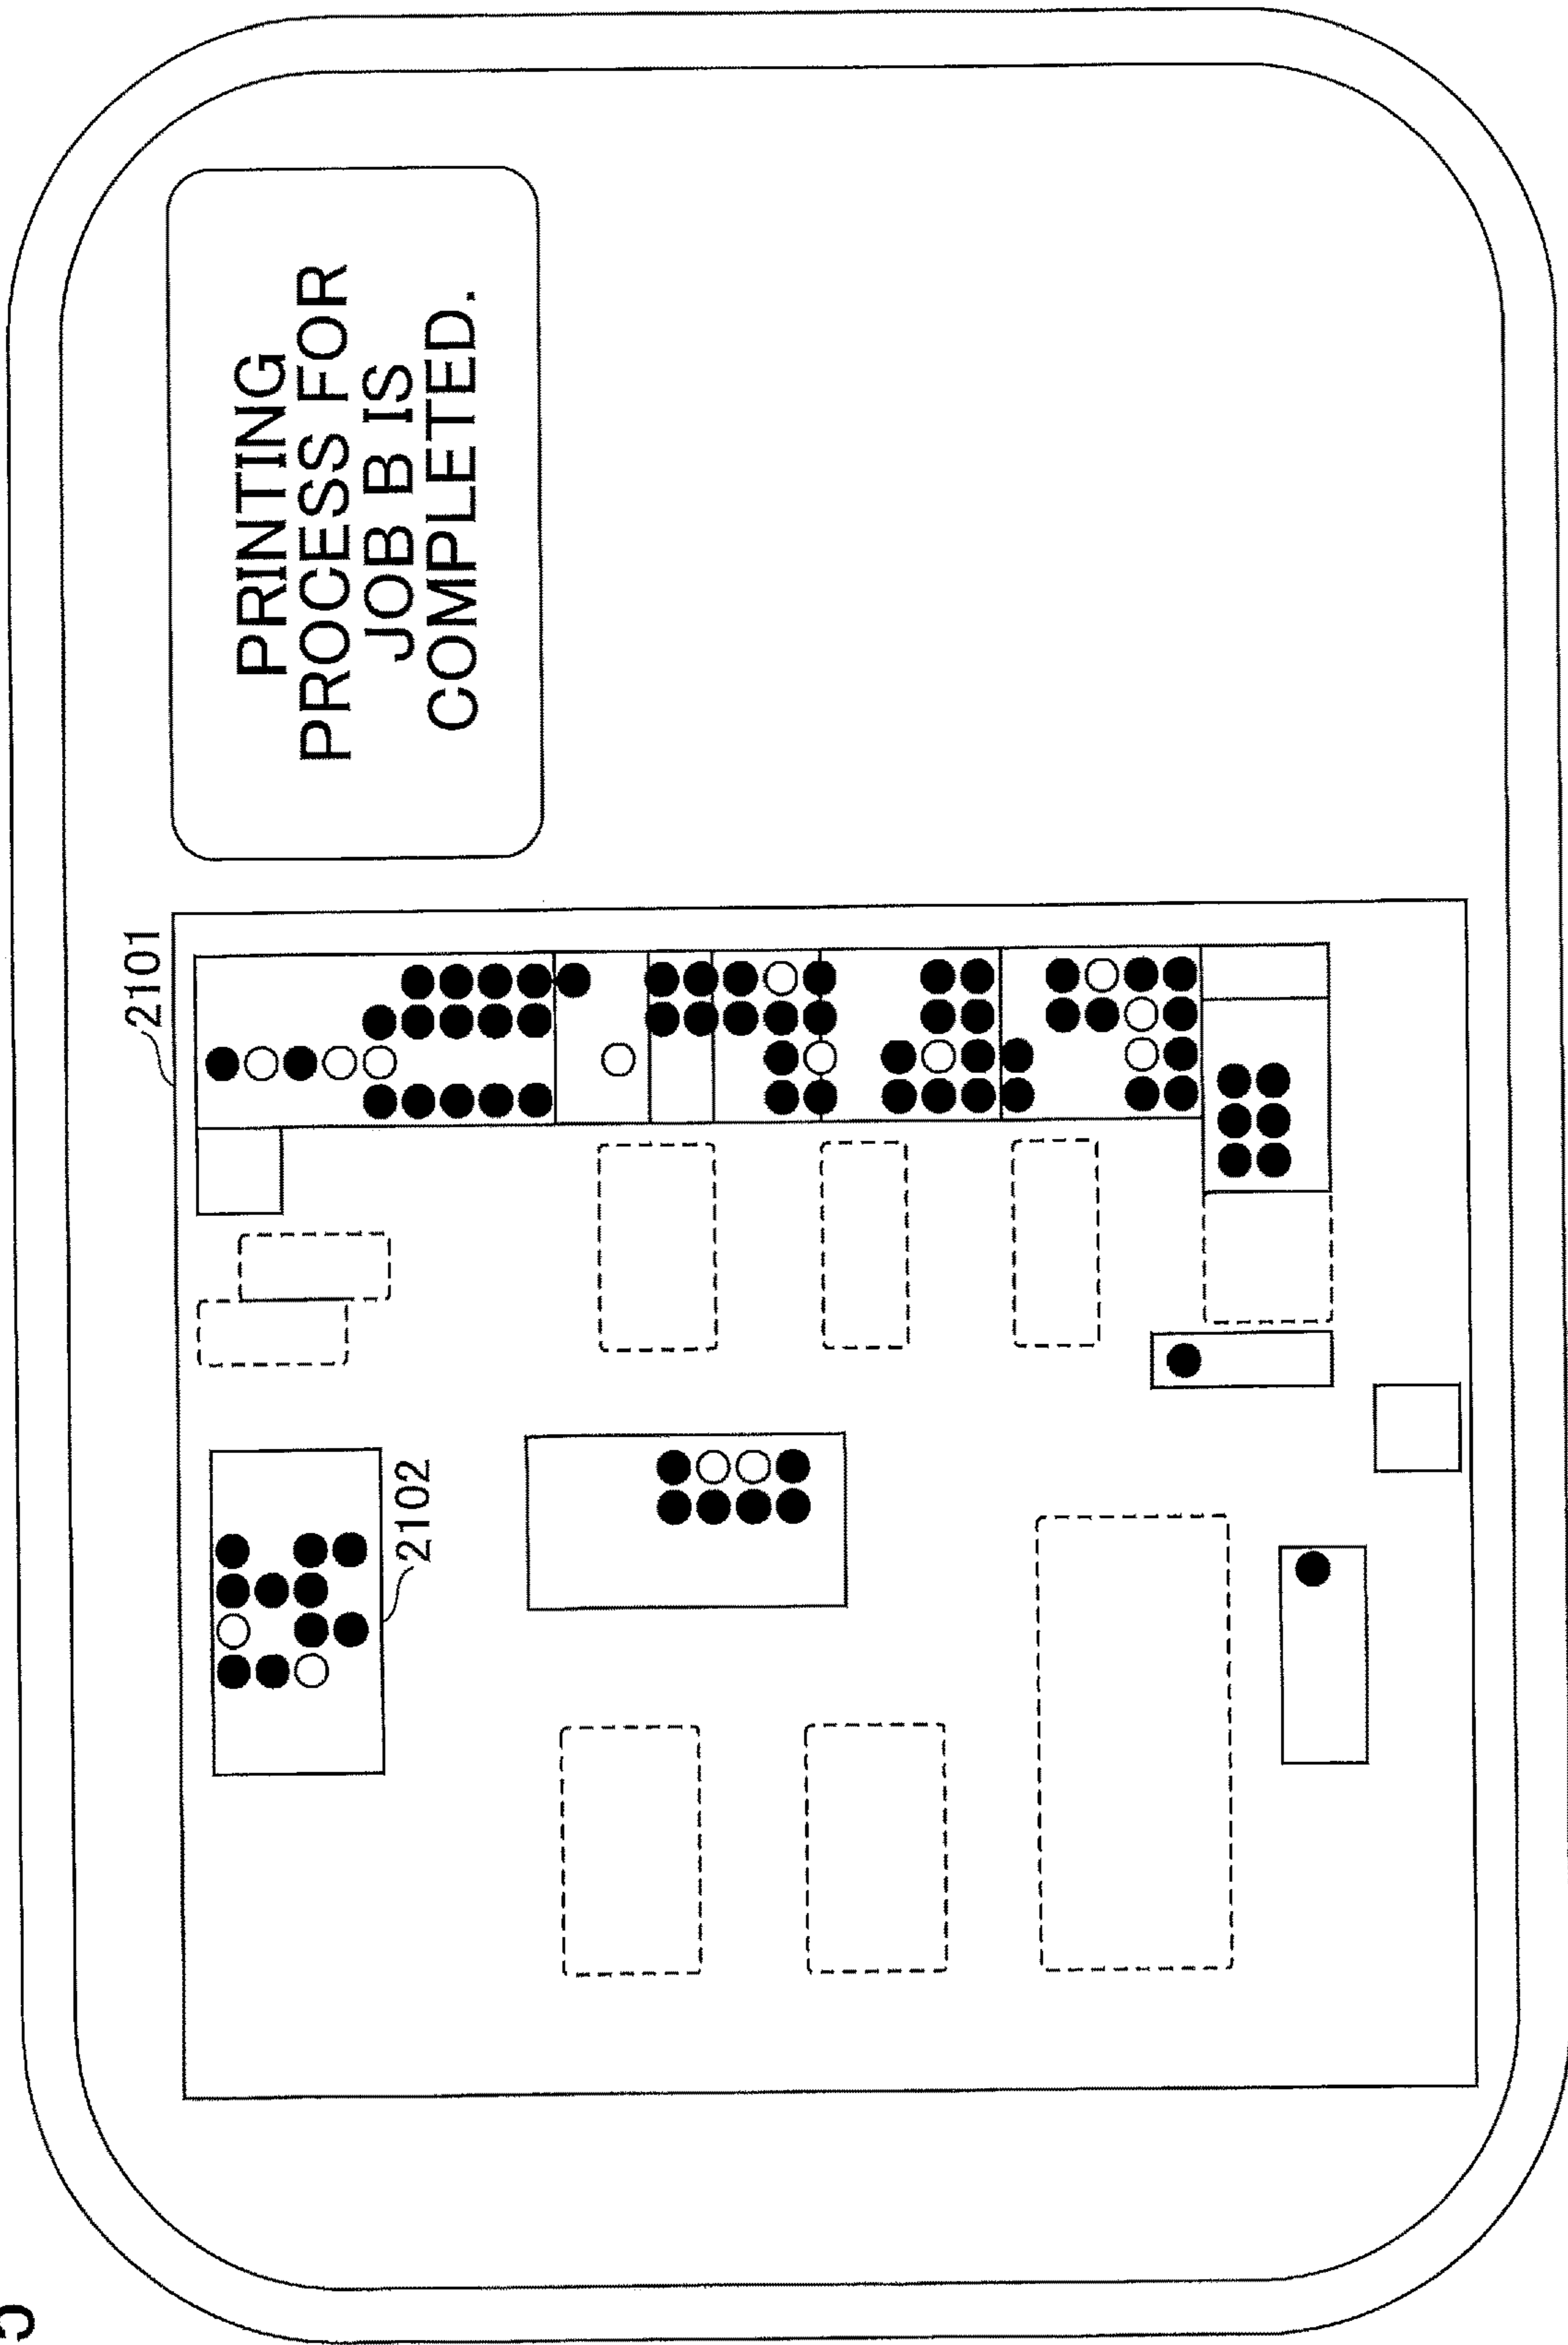 PRINTING
PROCESS FOR
JOB B IS
COMPLETED.
2101
2102
C